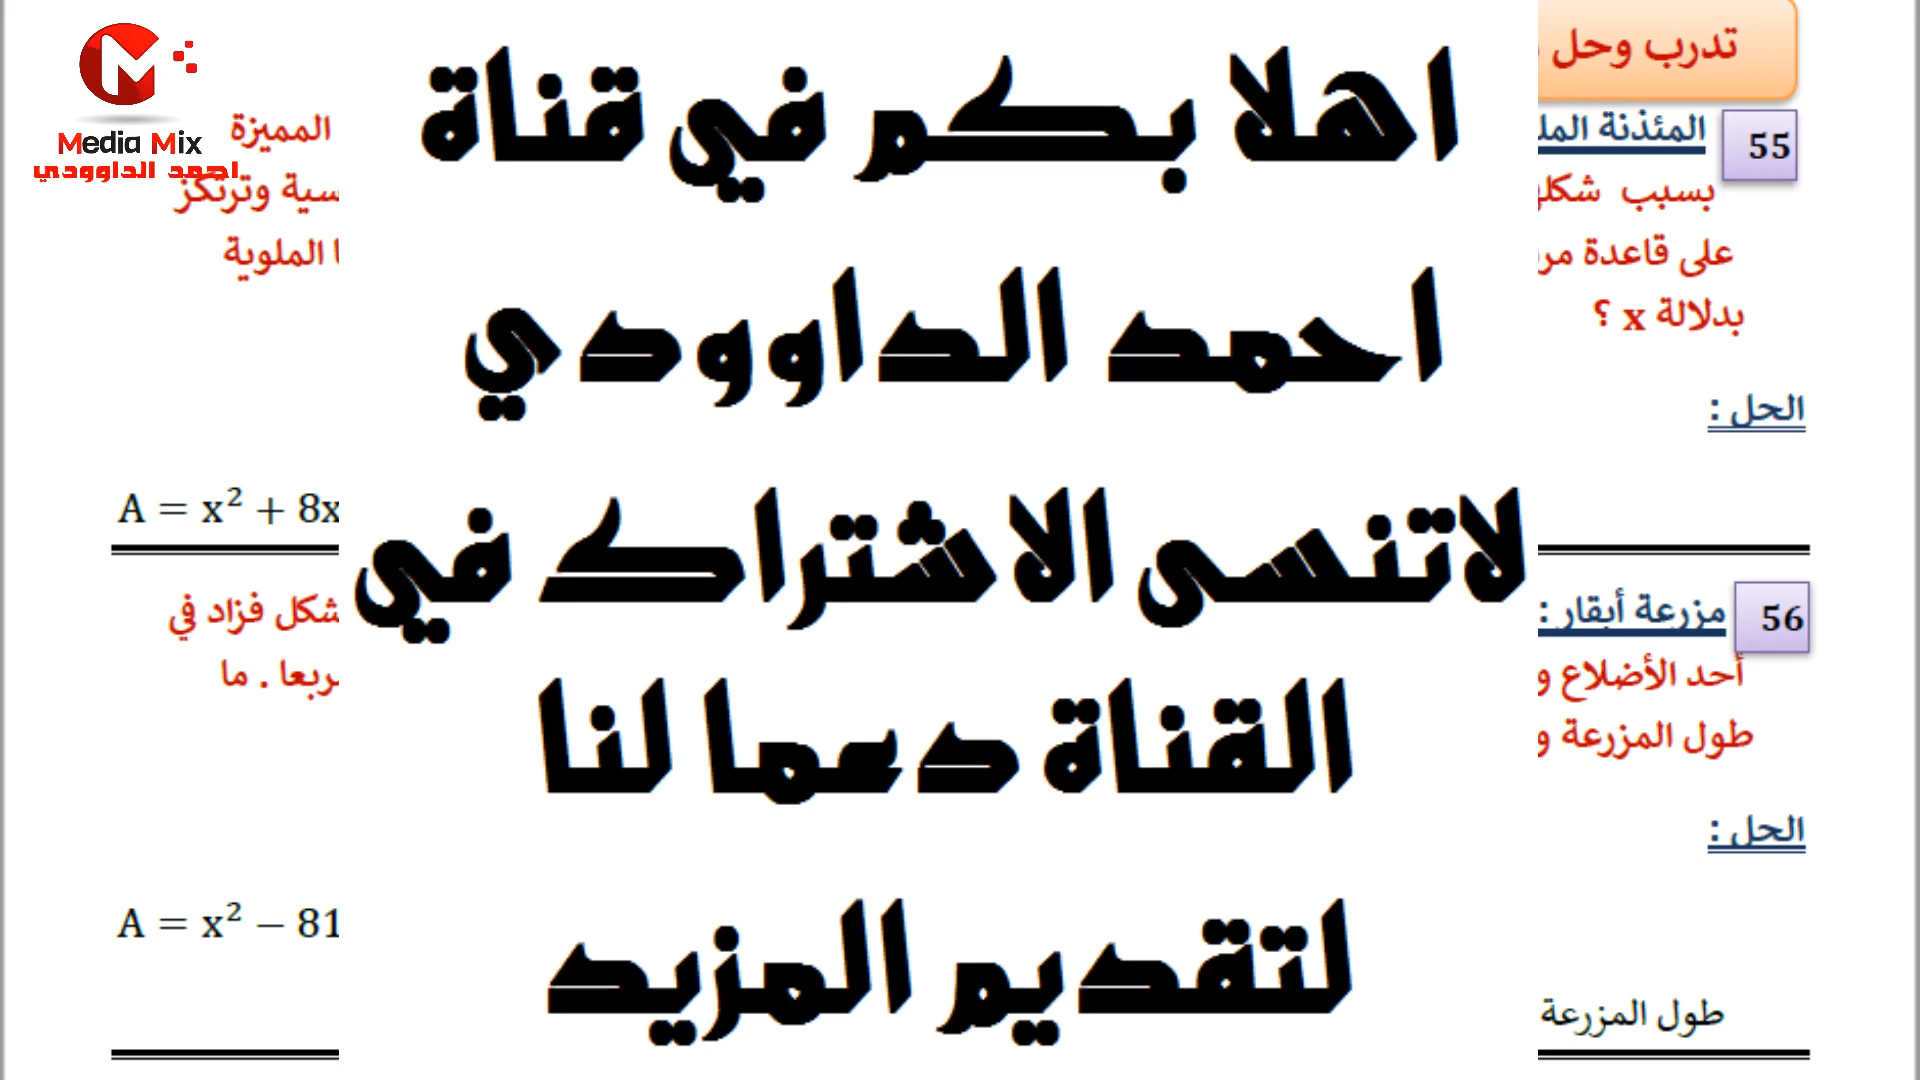 Media Mix
احمد الداوودي
اهلا بكم في قناة
احمد الداوودي
لاتنسى الاشتراك في
القناة دعما لنا
لتقديم المزيد
تدرب وحل
55
المئذنة المميزة
بسبب وترتكز
على قاعدة الملوية
بدلالة x ؟
الحل :
A = x² + 8x
56
مزرعة أبقار : شكل فزاد في
أحد الأضلاع و ما
طول المزرعة و
الحل :
A = x² − 81
طول المزرعة